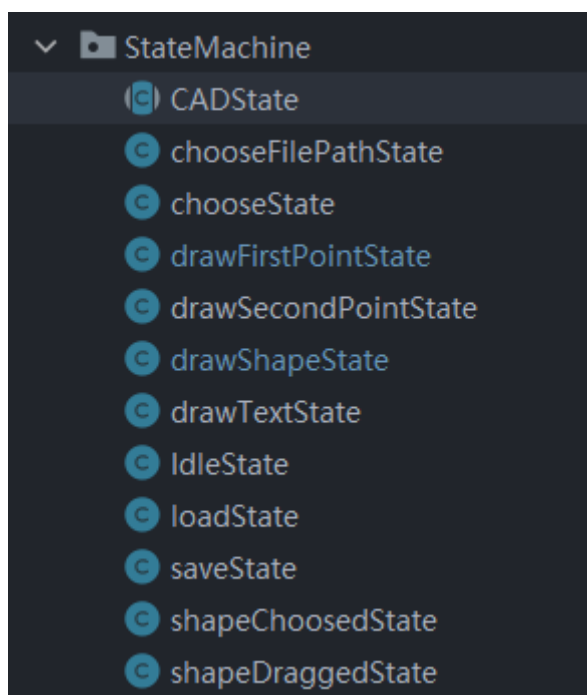 StateMachine
CADState
chooseFilePathState
chooseState
drawFirstPointState
drawSecondPointState
drawShapeState
drawTextState
IdleState
loadState
saveState
shapeChoosedState
shapeDraggedState